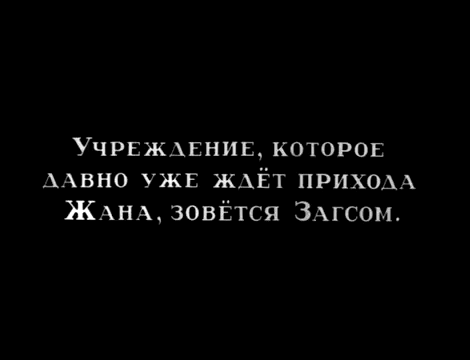 Учреждение, которое
давно уже ждёт прихода
Жана, зовётся Загсом.